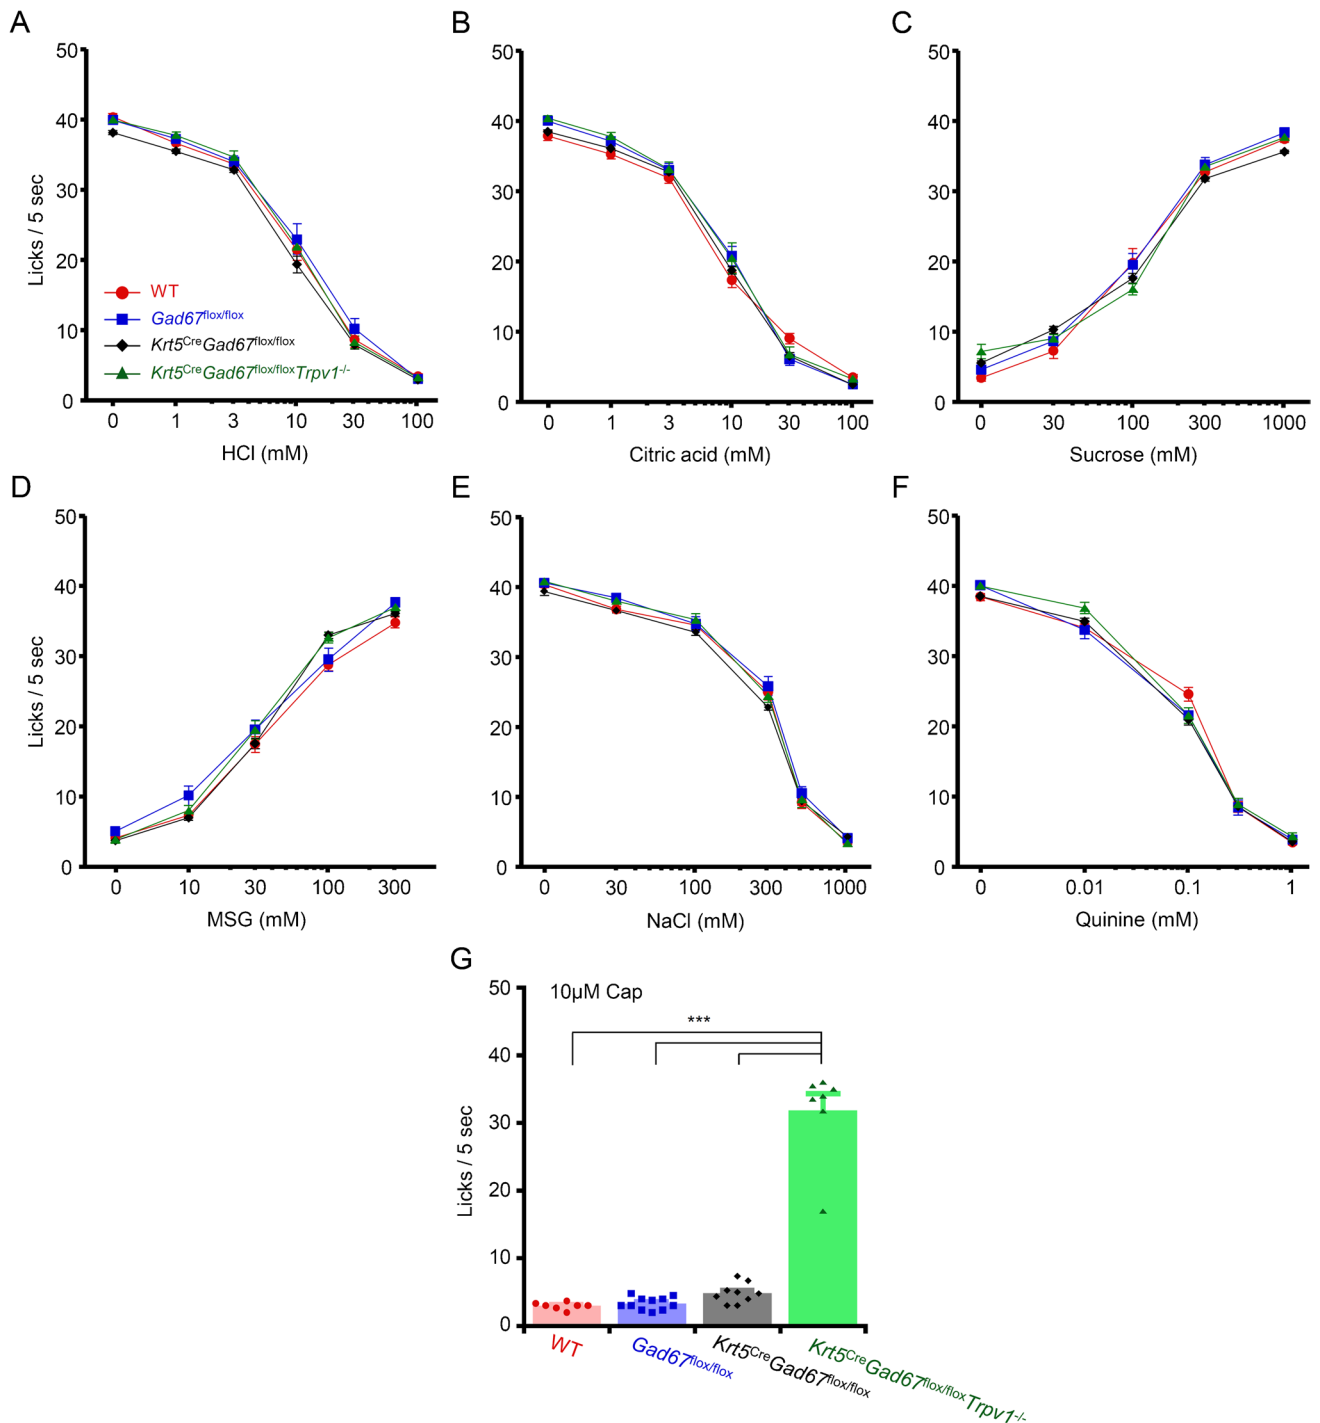 A
50
40
30
20
10
0
Licks / 5 sec
WT
Gad67flox/flox
Krt5CreGad67flox/flox
Krt5CreGad67flox/floxTrpv1-/-
0 1 3 10 30 100
HCl (mM)
B
50
40
30
20
10
0
0 1 3 10 30 100
Citric acid (mM)
C
50
40
30
20
10
0
0 30 100 300 1000
Sucrose (mM)
D
50
40
30
20
10
0
Licks / 5 sec
0 10 30 100 300
MSG (mM)
E
50
40
30
20
10
0
0 30 100 300 1000
NaCl (mM)
F
50
40
30
20
10
0
0 0.01 0.1 1
Quinine (mM)
G
50
40
30
20
10
0
Licks / 5 sec
10µM Cap
***
WT
Gad67flox/flox
Krt5CreGad67flox/flox
Krt5CreGad67flox/floxTrpv1-/-